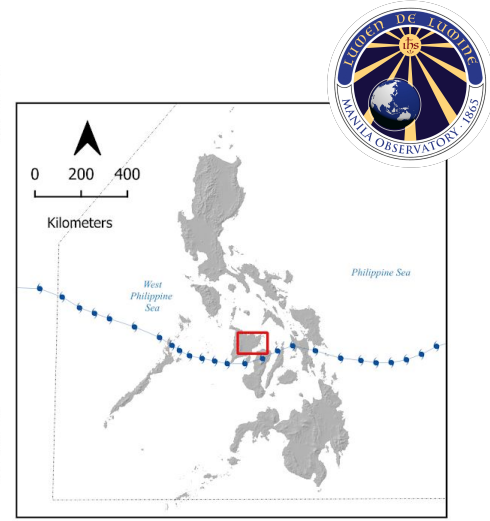 LUMEN DE LUMINE
ihs
MANILA OBSERVATORY · 1865
0 200 400
Kilometers
West
Philippine
Sea
Philippine Sea